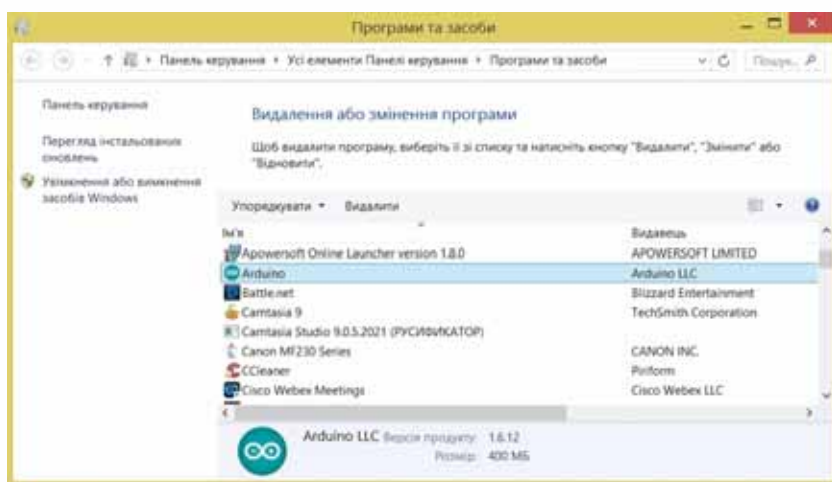 Програми та засоби
Панель керування Усі елементи Панелі керування Програми та засоби Пошук...
Панель керування
Перегляд інстальованих
оновлень
Увімкнення або вимкнення
засобів Windows
Видалення або змінення програми
Щоб видалити програму, виберіть її зі списку та натисніть кнопку "Видалити", "Змінити" або
"Відновити".
Упорядкувати Видалити
Ім'я Видавець
Apowersoft Online Launcher version 1.8.0 APOWERSOFT LIMITED
Arduino Arduino LLC
Battle.net Blizzard Entertainment
Camtasia 9 TechSmith Corporation
Camtasia Studio 9.0.5.2021 (РУСИФИКАТОР)
Canon MF230 Series CANON INC.
CCleaner Piriform
Cisco Webex Meetings Cisco Webex LLC
Arduino LLC Версія продукту: 1.6.12
Розмір: 400 МБ